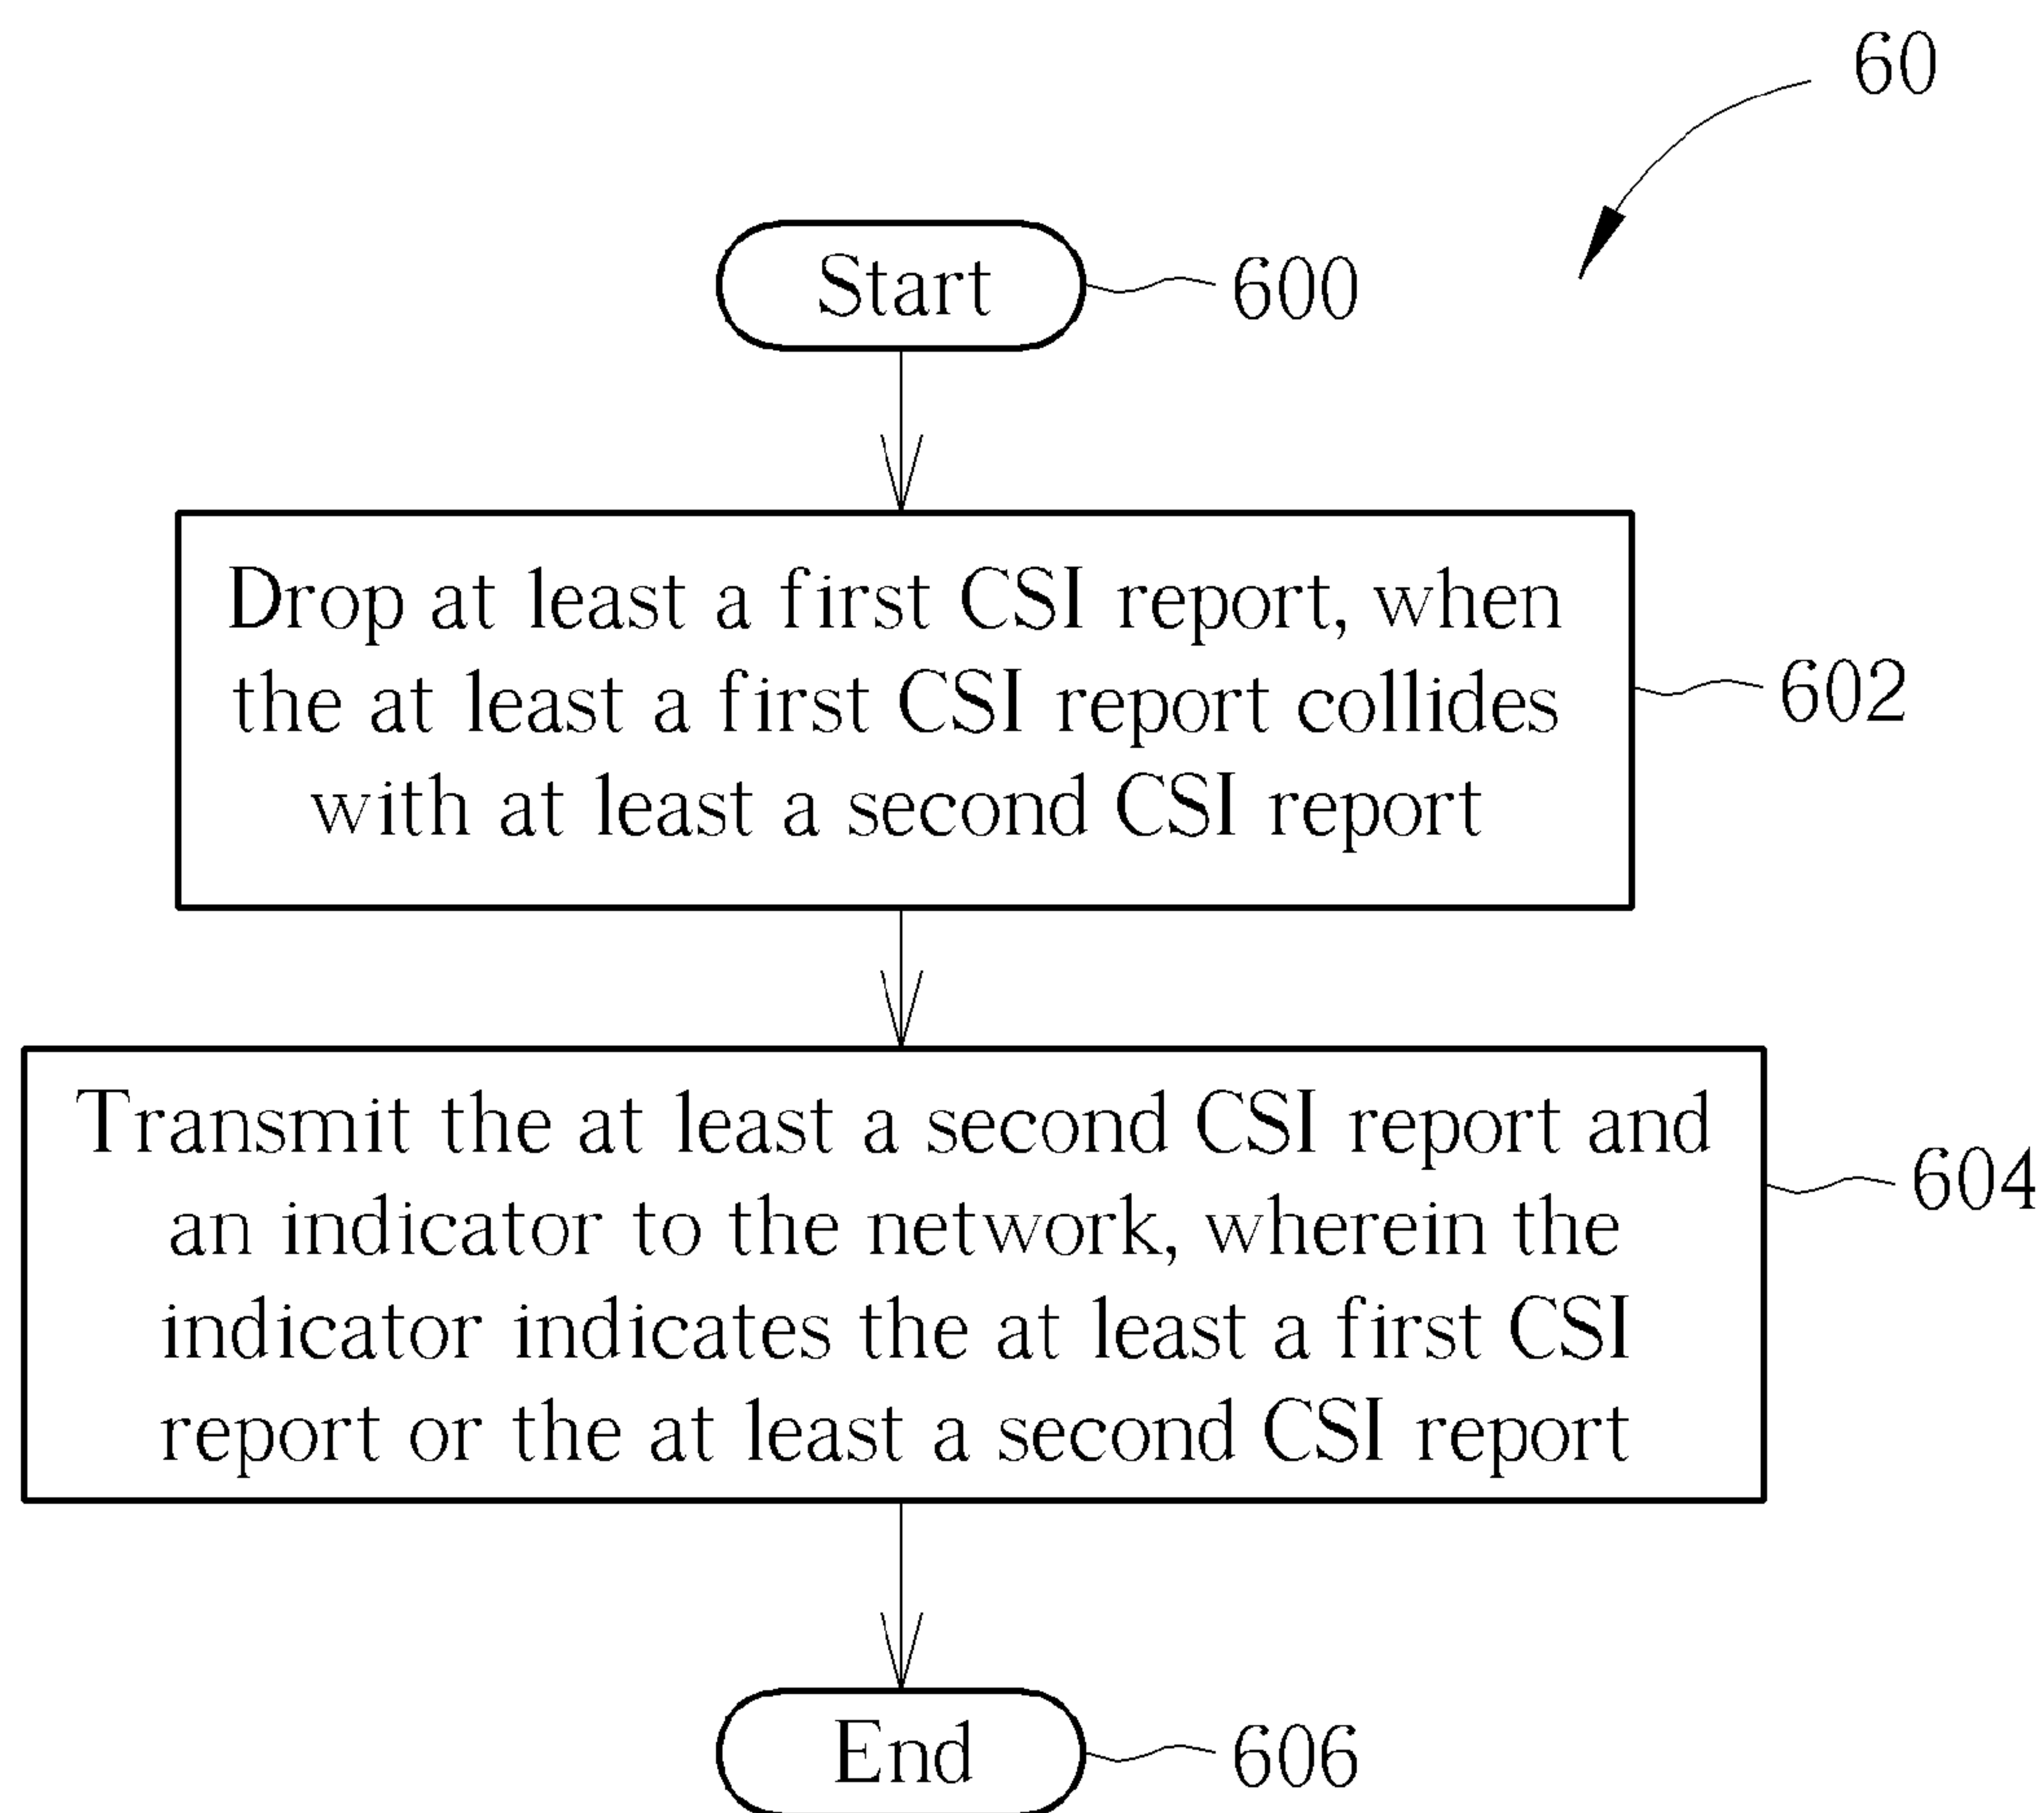 60
Start
600
Drop at least a first CSI report, when
the at least a first CSI report collides
with at least a second CSI report
602
Transmit the at least a second CSI report and
an indicator to the network, wherein the
indicator indicates the at least a first CSI
report or the at least a second CSI report
604
End
606